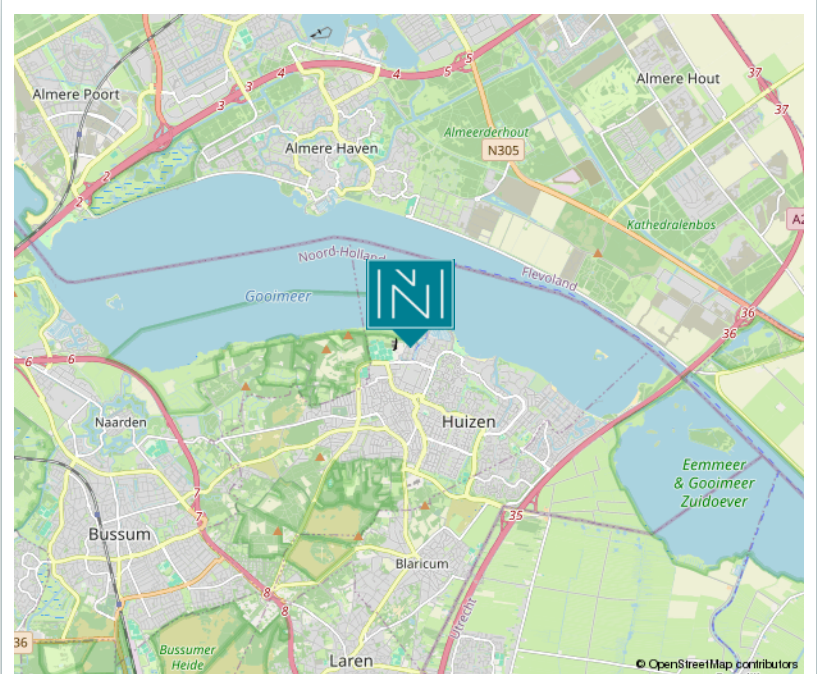 5
5
4
4
3
3
37
37
Almere Hout
Almere Poort
Almeerderhout
Almere Haven
N305
2
2
Kathedralenbos
A2
Noord-Holland
Flevoland
Gooimeer
N
36
36
6
6
Naarden
Huizen
Eemmeer
& Gooimeer
Zuidoever
7
7
35
Bussum
Blaricum
8
8
Utrecht
36
Bussumer
Heide
Laren
© OpenStreetMap contributors